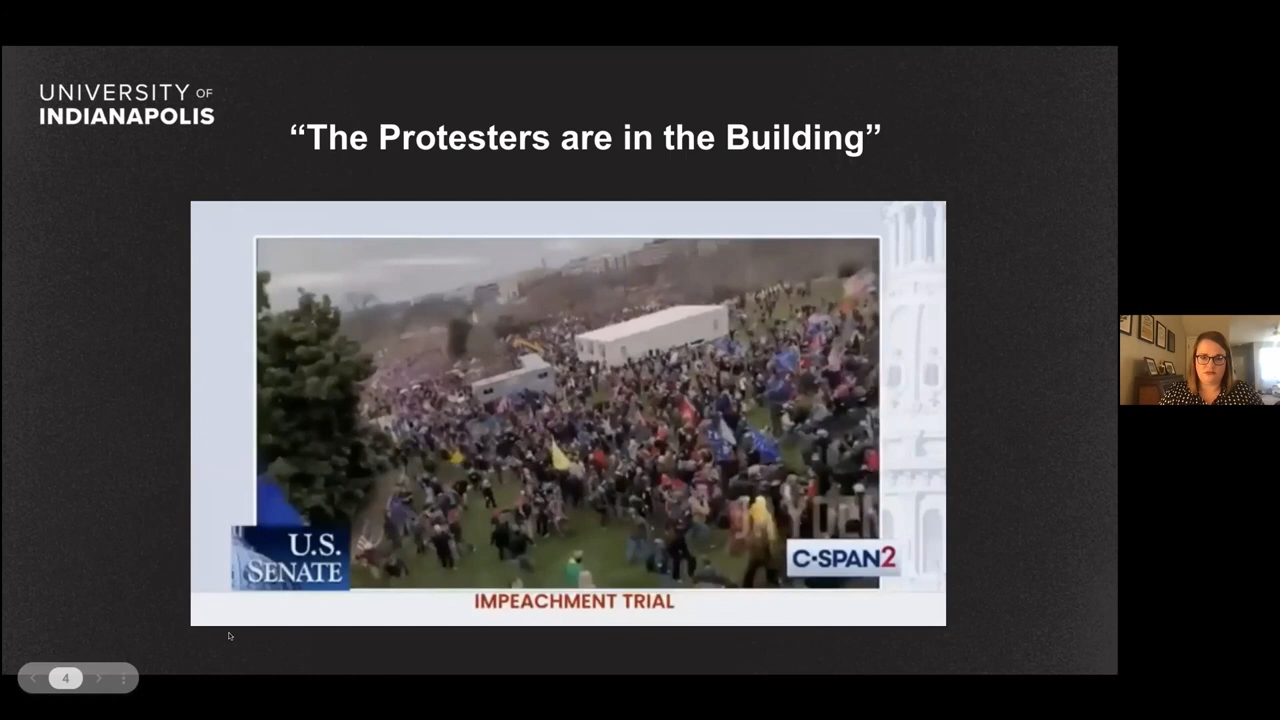 UNIVERSITY OF
INDIANAPOLIS
“The Protesters are in the Building”
U.S.
SENATE
C·SPAN2
IMPEACHMENT TRIAL
4